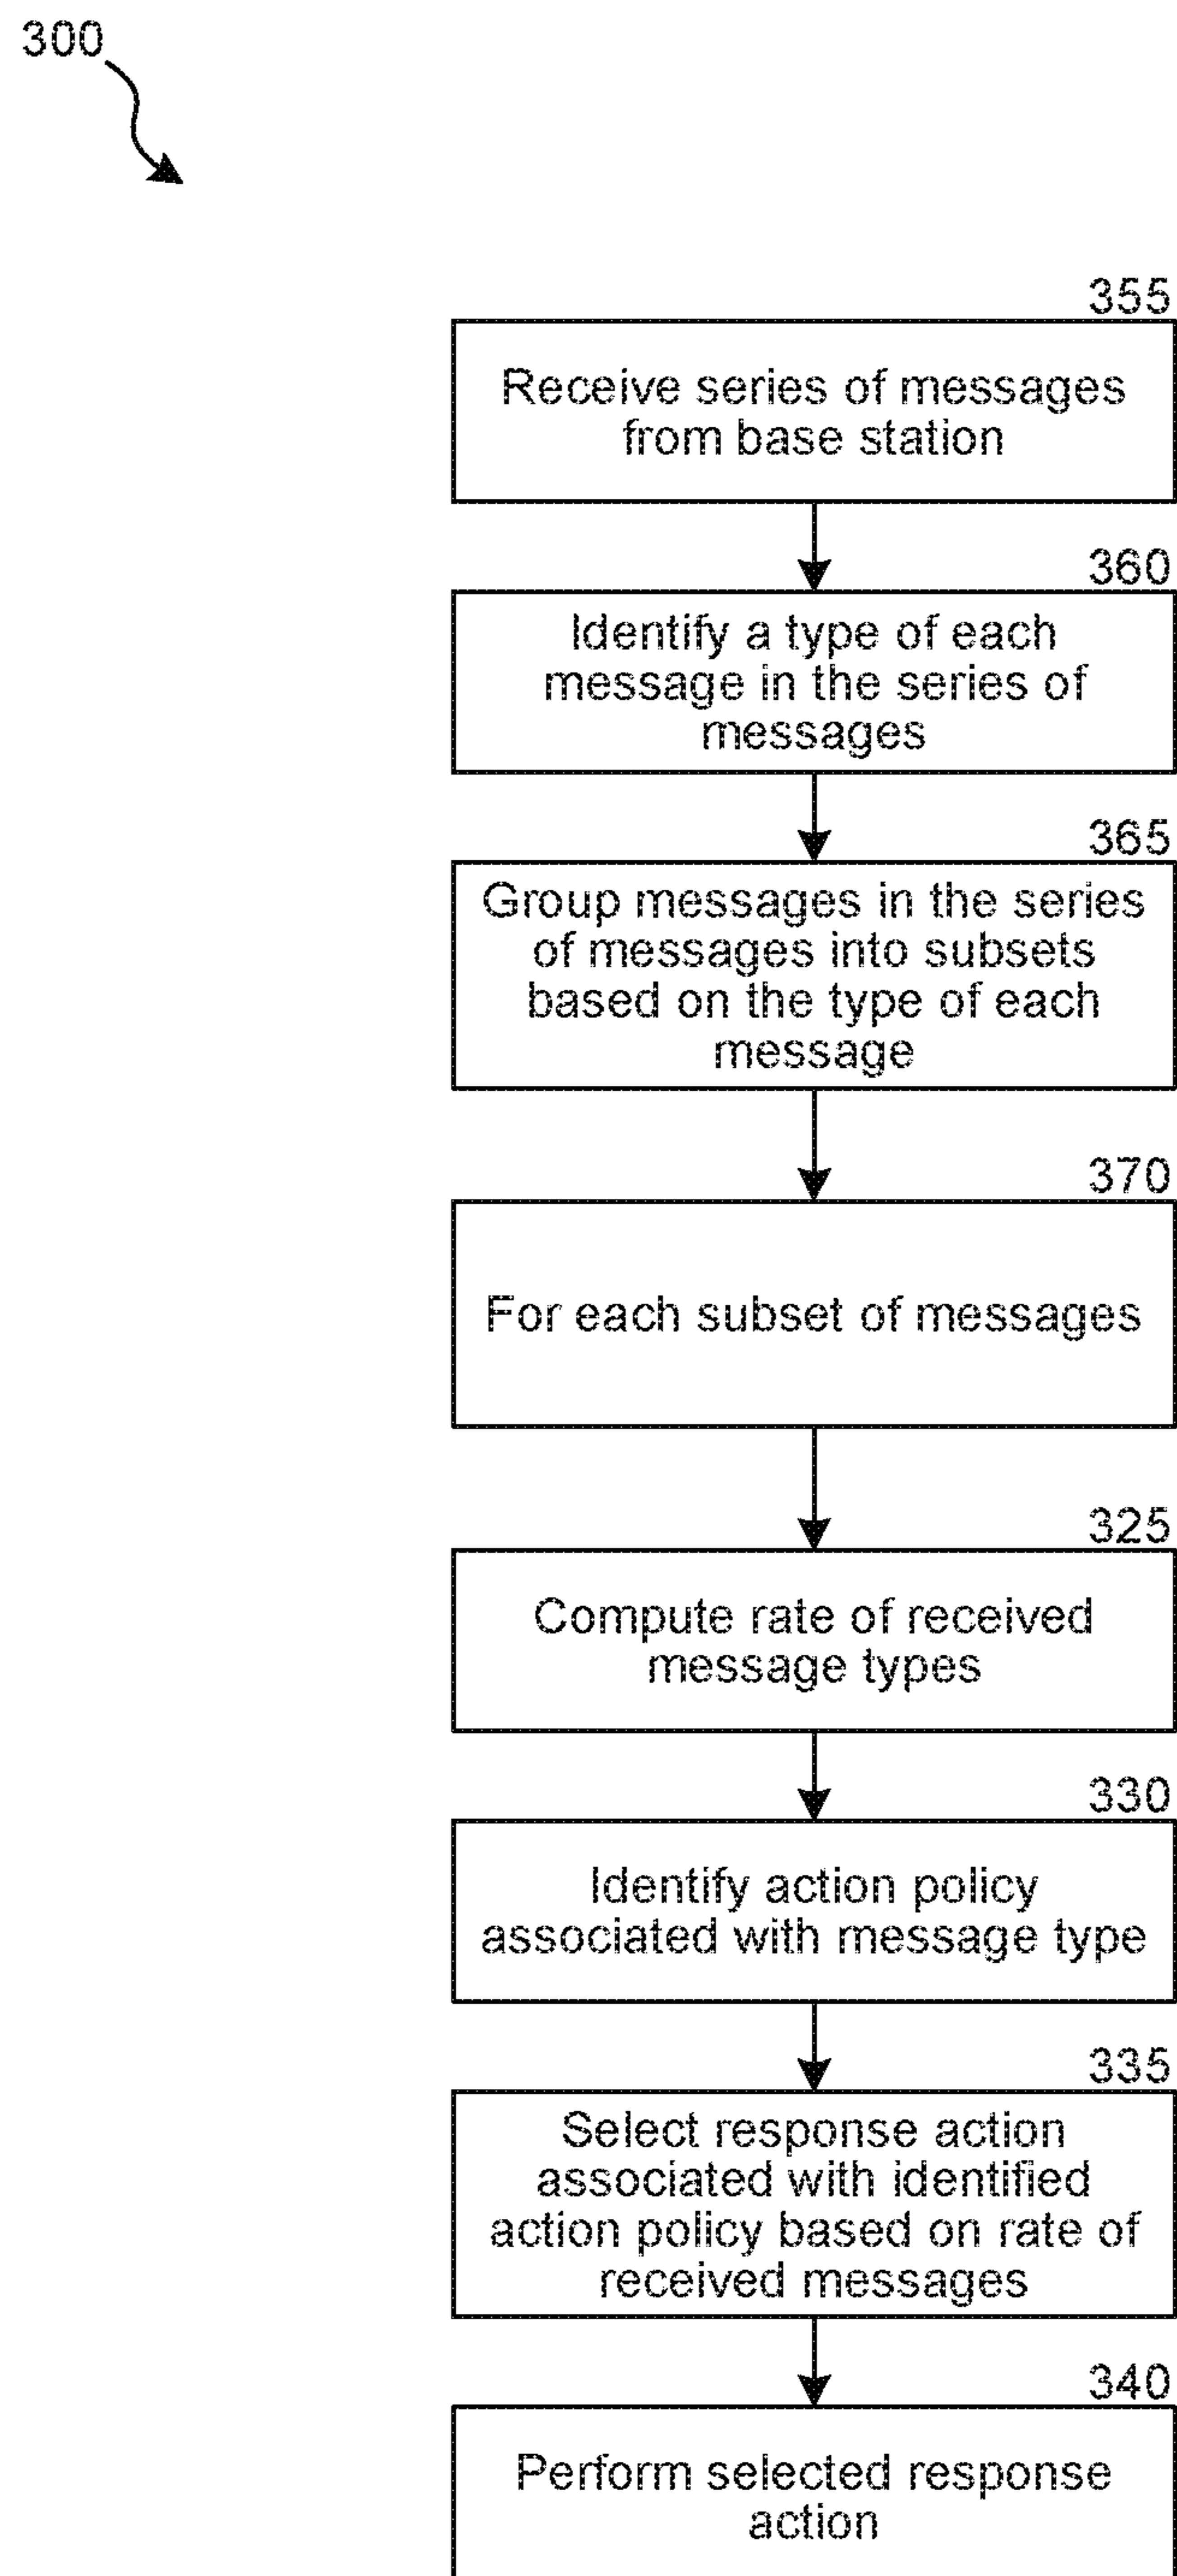 300
355
Receive series of messages
from base station
360
Identify a type of each
message in the series of
messages
365
Group messages in the series
of messages into subsets
based on the type of each
message
370
For each subset of messages
325
Compute rate of received
message types
330
Identify action policy
associated with message type
335
Select response action
associated with identified
action policy based on rate of
received messages
340
Perform selected response
action